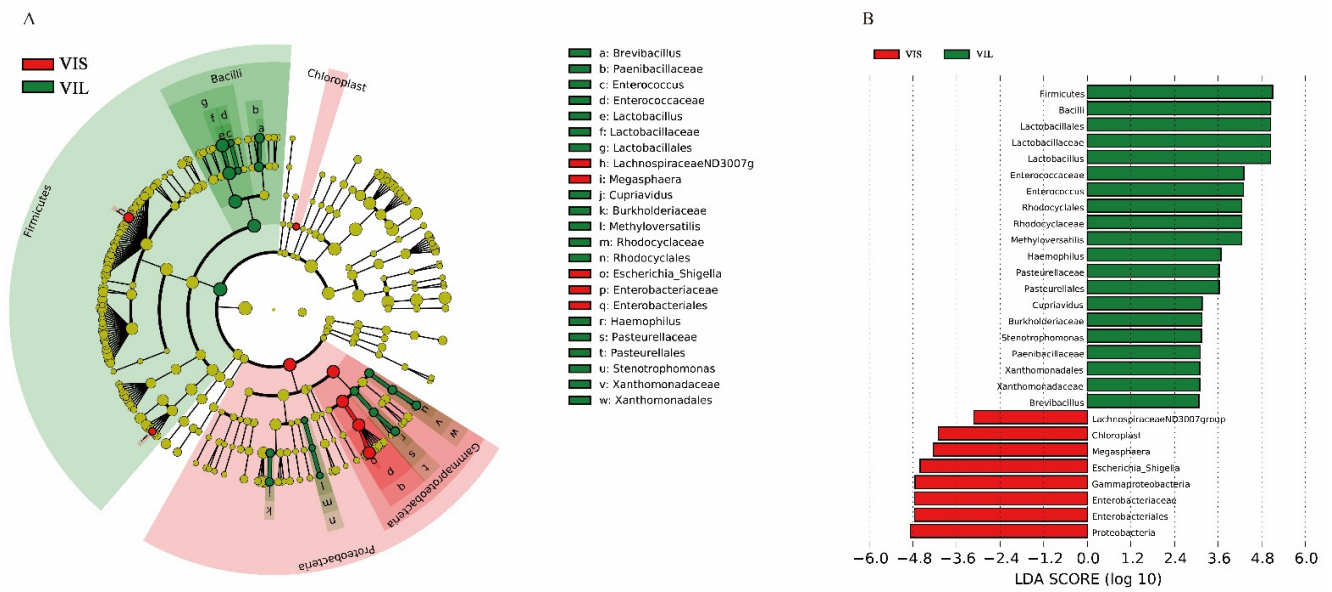 A
VIS
VIL
Bacilli
Chloroplast
g
f
d
b
e
c
a
Firmicutes
h
i
k
l
m
n
o
p
q
r
s
t
u
v
w
Gammaproteobacteria
Proteobacteria
a: Brevibacillus
b: Paenibacillaceae
c: Enterococcus
d: Enterococcaceae
e: Lactobacillus
f: Lactobacillaceae
g: Lactobacillales
h: LachnospiraceaeND3007g
i: Megasphaera
j: Cupriavidus
k: Burkholderiaceae
l: Methyloversatilis
m: Rhodocyclaceae
n: Rhodocyclales
o: Escherichia_Shigella
p: Enterobacteriaceae
q: Enterobacteriales
r: Haemophilus
s: Pasteurellaceae
t: Pasteurellales
u: Stenotrophomonas
v: Xanthomonadaceae
w: Xanthomonadales
B
VIS
VIL
Firmicutes
Bacilli
Lactobacillales
Lactobacillaceae
Lactobacillus
Enterococcaceae
Enterococcus
Rhodocyclales
Rhodocyclaceae
Methyloversatilis
Haemophilus
Pasteurellaceae
Pasteurellales
Cupriavidus
Burkholderiaceae
Stenotrophomonas
Paenibacillaceae
Xanthomonadales
Xanthomonadaceae
Brevibacillus
LachnospiraceaeND3007group
Chloroplast
Megasphaera
Escherichia_Shigella
Gammaproteobacteria
Enterobacteriaceae
Enterobacteriales
Proteobacteria
−6.0 −4.8 −3.6 −2.4 −1.2 0.0 1.2 2.4 3.6 4.8 6.0
LDA SCORE (log 10)